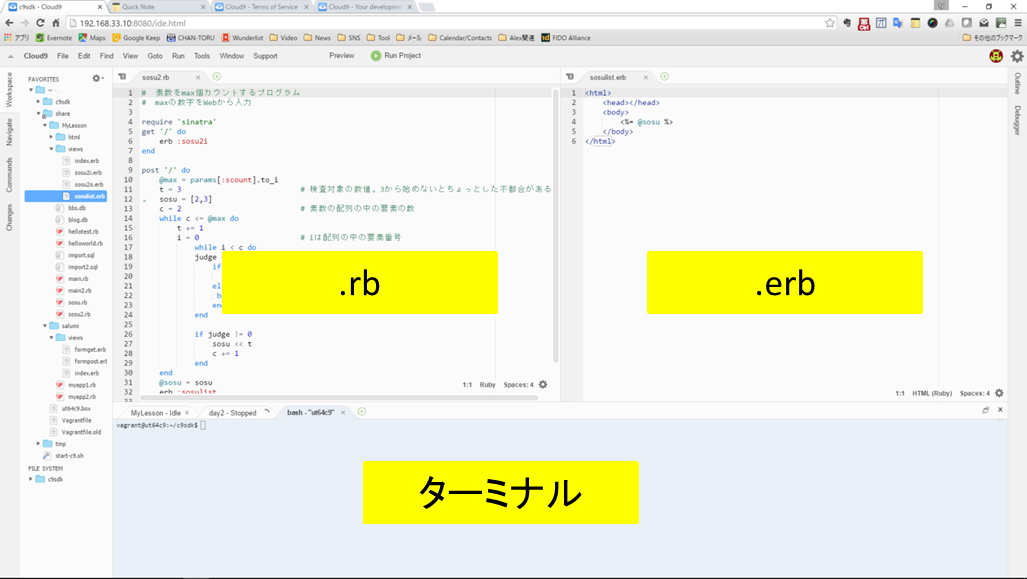 c9sdk - Cloud9
Quick Note
Cloud9 - Terms of Service
Cloud9 - Your developmen
192.168.33.10:8080/ide.html
アプリ Evernote Maps Google Keep CHAN-TORU Wunderlist Video News SNS Tool メール Calendar/Contacts Alex関連 FIDO Alliance その他のブックマーク
Cloud9 File Edit Find View Goto Run Tools Window Support Preview Run Project
Workspace
Navigate
Commands
Changes
FAVORITES
~
c9sdk
share
MyLesson
html
views
index.erb
sosu2i.erb
sosu2o.erb
sosulist.erb
bbs.db
blog.db
hellotest.rb
helloworld.rb
import.sql
import2.sql
main.rb
main2.rb
sosu.rb
sosu2.rb
salumi
views
formget.erb
formpost.erl
index.erb
myapp1.rb
myapp2.rb
ut64c9.box
Vagrantfile
Vagrantfile.old
tmp
start-c9.sh
FILE SYSTEM
c9sdk
sosu2.rb
1 # 素数をmax個カウントするプログラム
2 # maxの数字をWebから入力
3
4 require 'sinatra'
5 get '/' do
6 erb :sosu2i
7 end
8
9 post '/' do
10 @max = params[:scount].to_i
11 t = 3 # 検査対象の数値。3から始めないとちょっとした不都合がある
12 sosu = [2,3]
13 c = 2 # 素数の配列の中の要素の数
14 while c <= @max do
15 t += 1
16 i = 0 # iは配列の中の要素番号
17 while i < c do
18 judge
19 if
20
21 el
22 b
23 en
24 end
25
26 if judge != 0
27 sosu << t
28 c += 1
29 end
30 end
31 @sosu = sosu
32 erb :sosulist
33
.rb
1:1 Ruby Spaces: 4
sosulist.erb
1 <html>
2 <head></head>
3 <body>
4 <%= @sosu %>
5 </body>
6 </html>
.erb
1:1 HTML (Ruby) Spaces: 4
Outline
Debugger
MyLesson - Idle
day2 - Stopped
bash - "ut64c9"
vagrant@ut64c9:~/c9sdk$
ターミナル